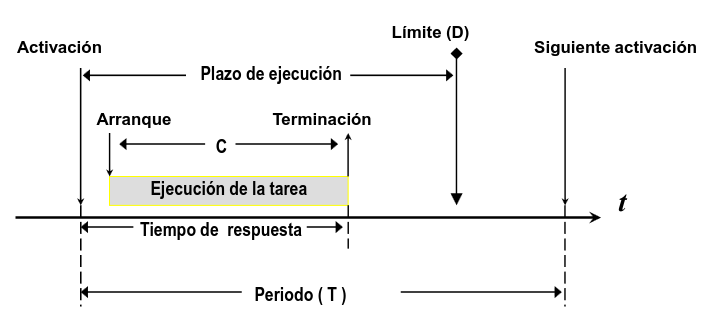 Límite (D)
Activación
Siguiente activación
Plazo de ejecución
Arranque
Terminación
C
Ejecución de la tarea
t
Tiempo de respuesta
Periodo ( T )